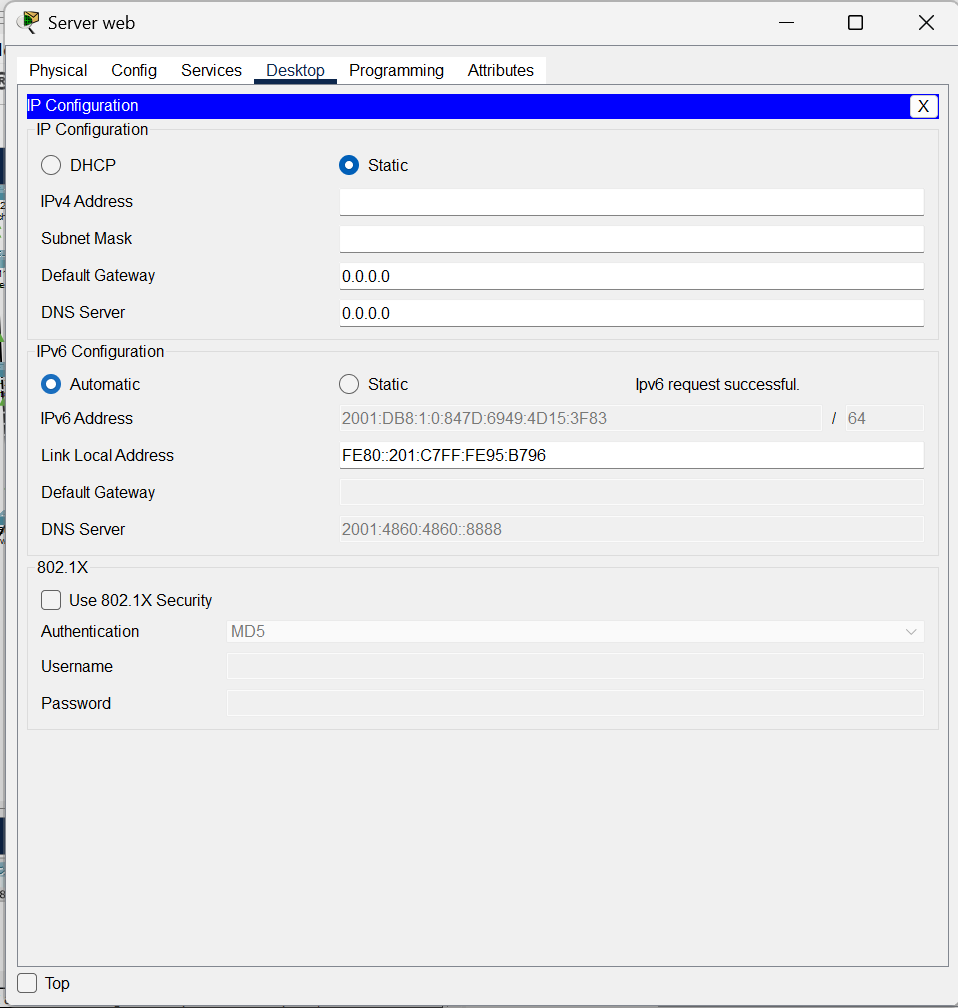 Server web
Physical Config Services Desktop Programming Attributes
IP Configuration X
IP Configuration
DHCP Static
IPv4 Address
Subnet Mask
Default Gateway 0.0.0.0
DNS Server 0.0.0.0
IPv6 Configuration
Automatic Static Ipv6 request successful.
IPv6 Address 2001:DB8:1:0:847D:6949:4D15:3F83 / 64
Link Local Address FE80::201:C7FF:FE95:B796
Default Gateway
DNS Server 2001:4860:4860::8888
802.1X
Use 802.1X Security
Authentication MD5
Username
Password
Top